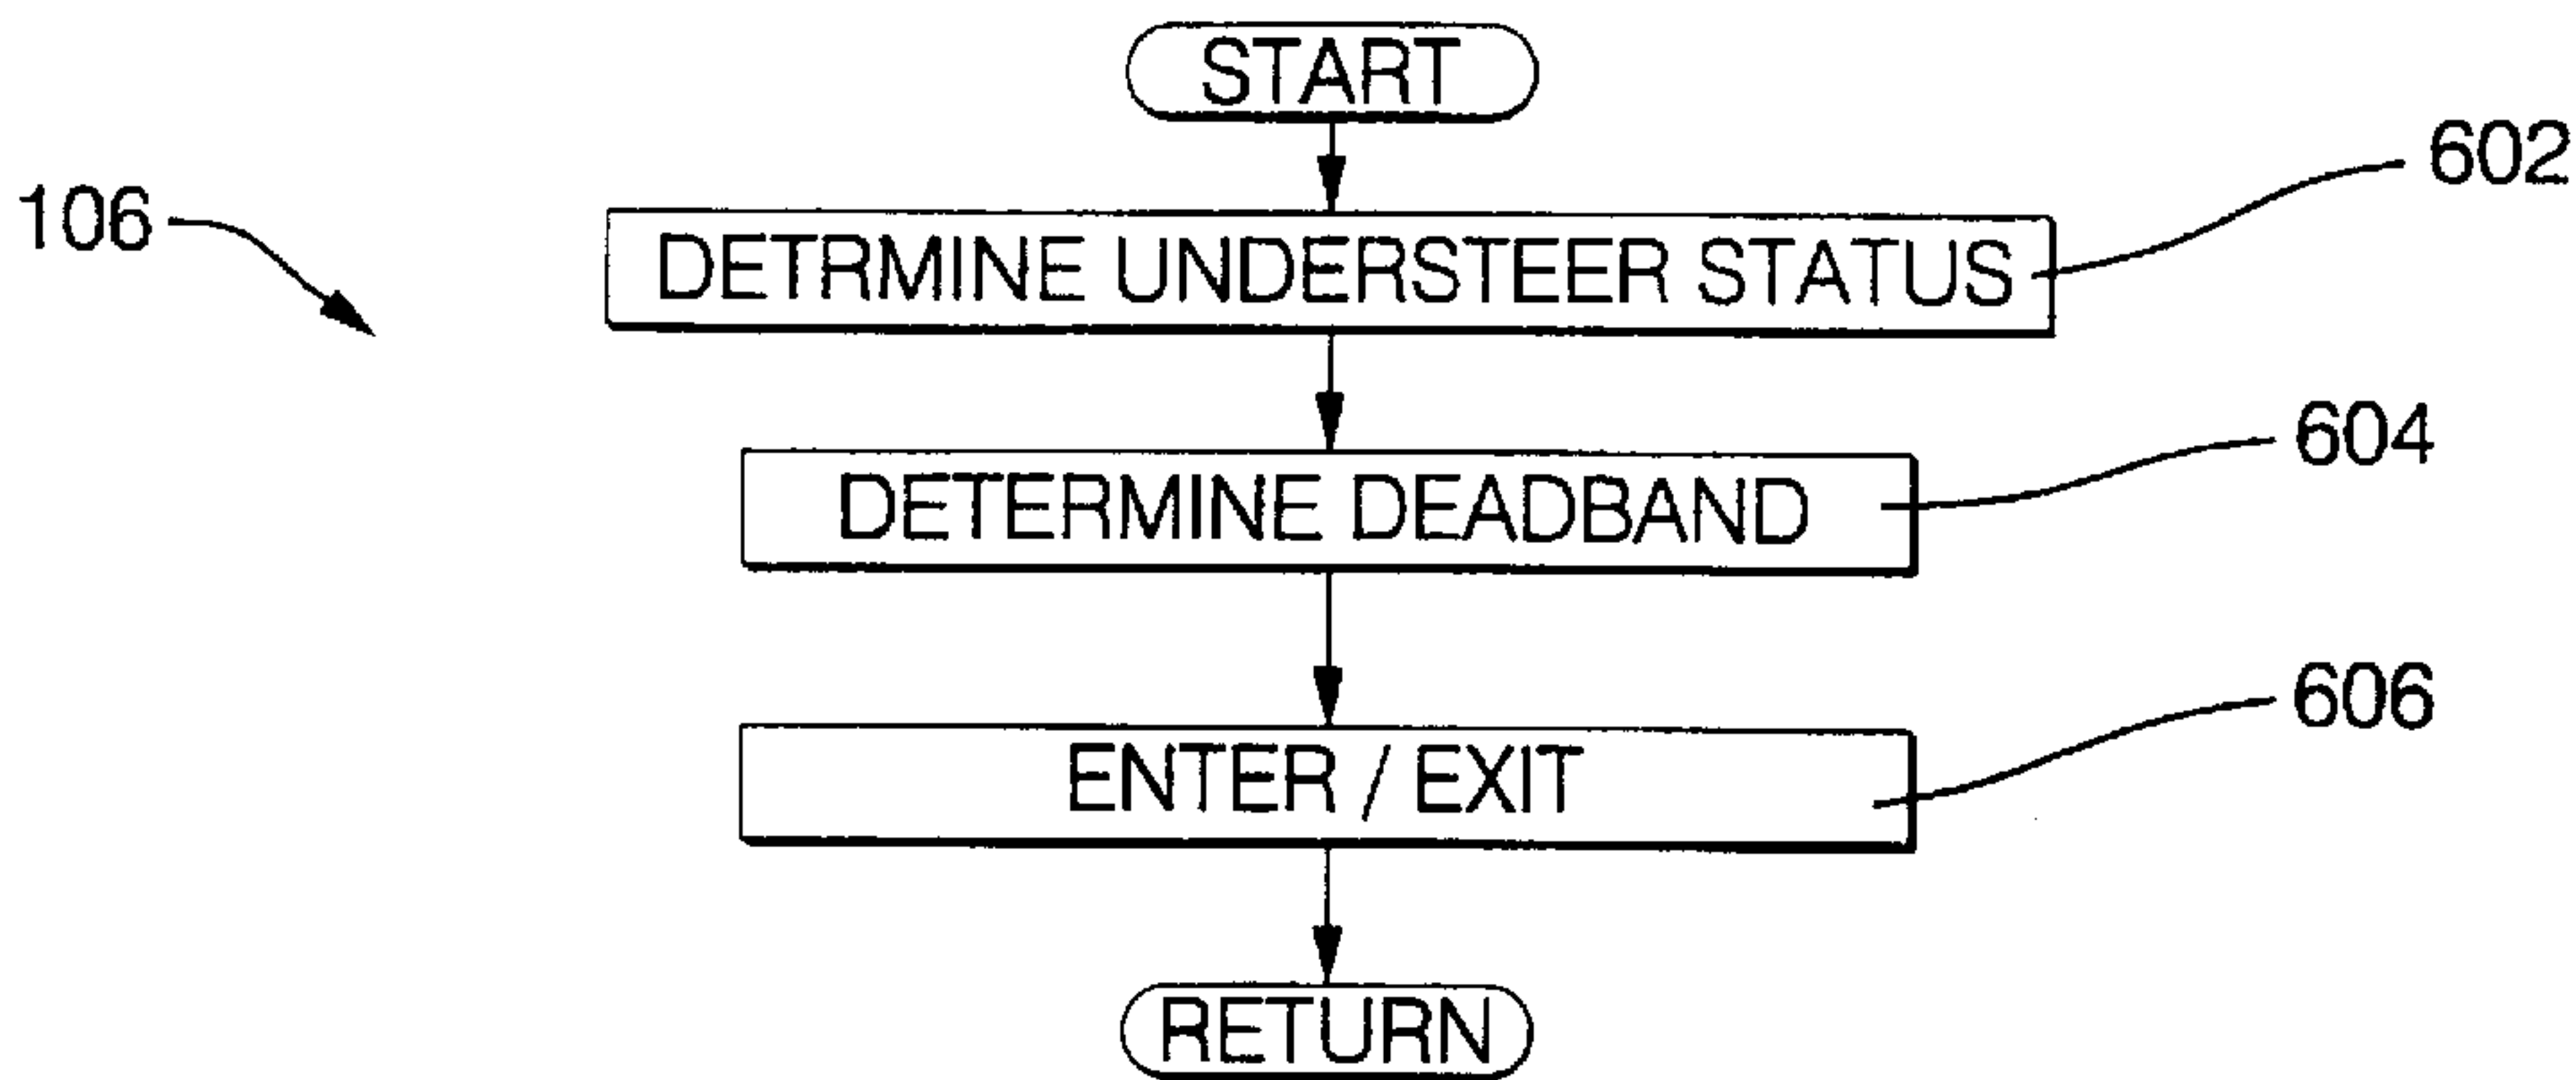 START
602
106
DETRMINE UNDERSTEER STATUS
604
DETERMINE DEADBAND
606
ENTER / EXIT
RETURN